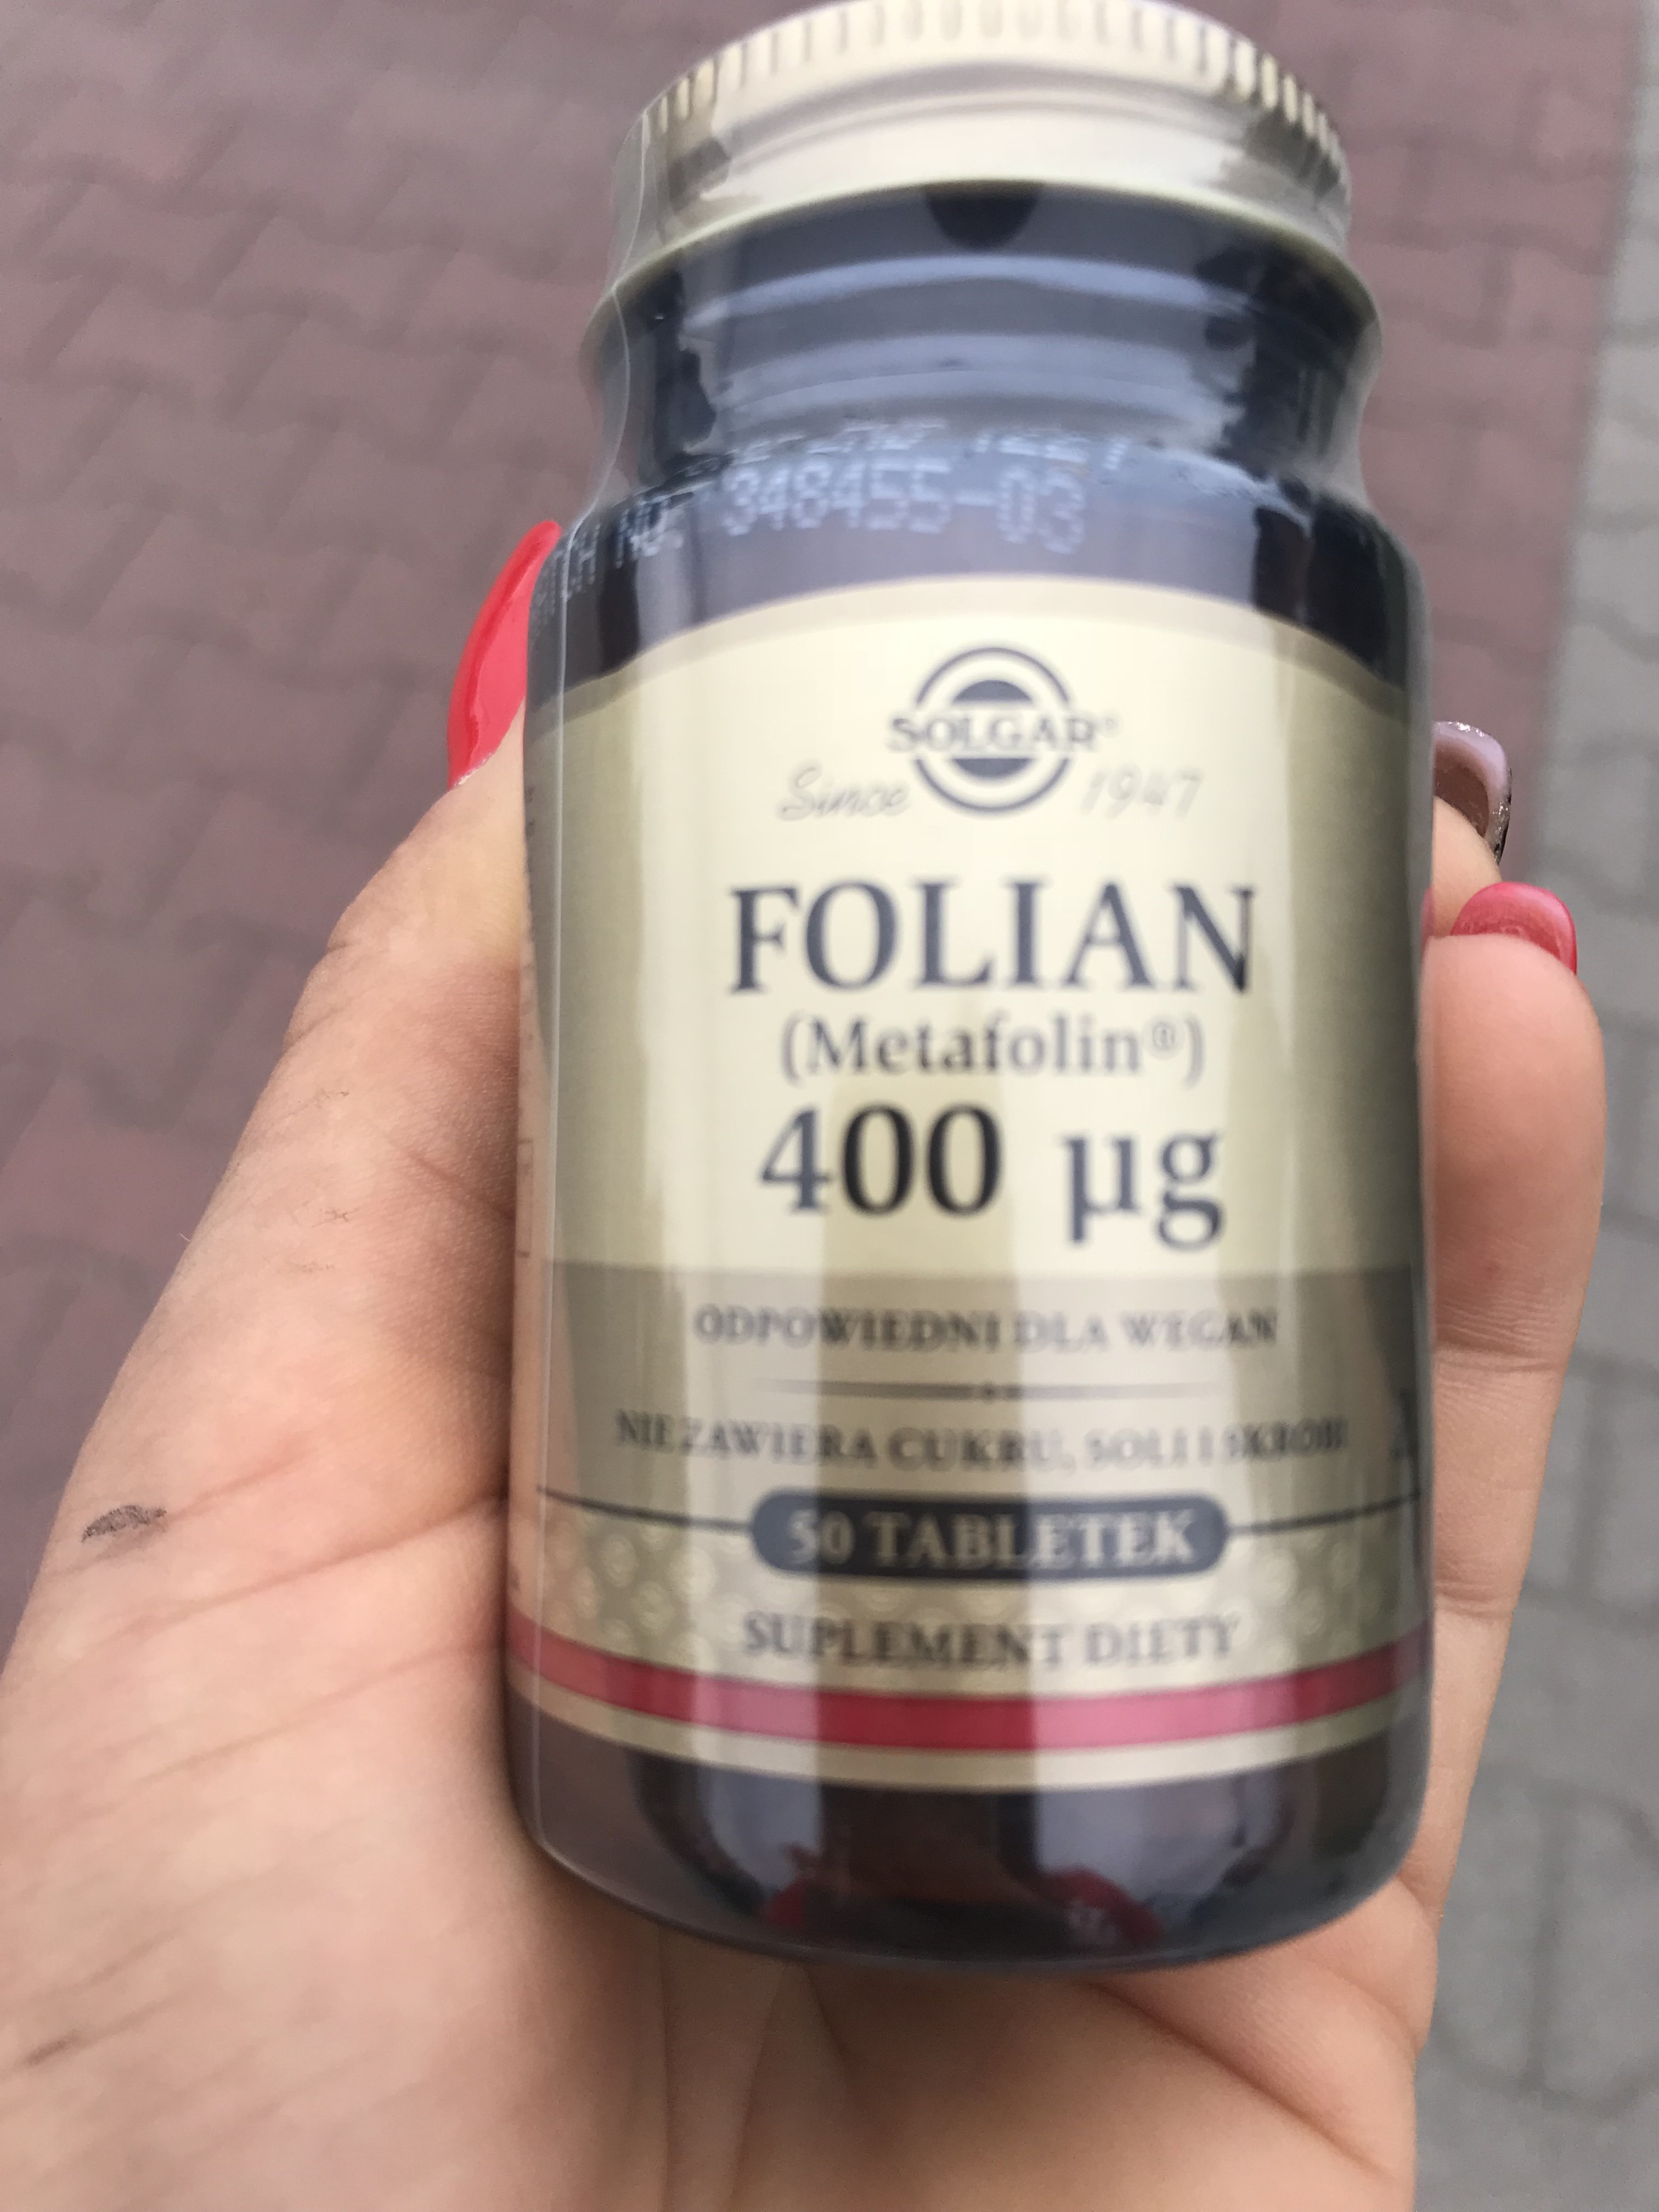 348455-03
SOLGAR®
Since 1947
FOLIAN
(Metafolin®)
400 µg
ODPOWIEDNI DLA WEGAN
NIE ZAWIERA CUKRU, SOLI I SKROBI
50 TABLETEK
SUPLEMENT DIETY